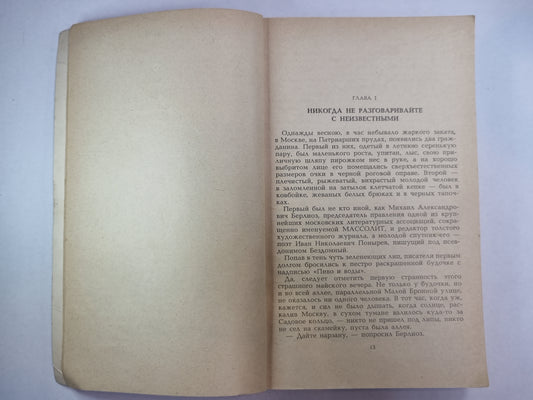 ГЛАВА 1
НИКОГДА НЕ РАЗГОВАРИВАЙТЕ
С НЕИЗВЕСТНЫМИ
Однажды весною, в час небывало жаркого заката,
в Москве, на Патриарших прудах, появились два гра-
жданина. Первый из них, одетый в летнюю серенькую
пару, был маленького роста, упитан, лыс, свою при-
личную шляпу пирожком нес в руке, а на хорошо
выбритом лице его помещались сверхъестественных
размеров очки в черной роговой оправе. Второй —
плечистый, рыжеватый, вихрастый молодой человек
в заломленной на затылок клетчатой кепке — был в
ковбойке, жеваных белых брюках и в черных тапоч-
ках.
Первый был не кто иной, как Михаил Александро-
вич Берлиоз, председатель правления одной из круп-
нейших московских литературных ассоциаций, сокра-
щенно именуемой МАССОЛИТ, и редактор толстого
художественного журнала, а молодой спутник его —
поэт Иван Николаевич Понырев, пишущий под псев-
донимом Бездомный.
Попав в тень чуть зеленеющих лип, писатели первым
долгом бросились к пестро раскрашенной будочке с
надписью «Пиво и воды».
Да, следует отметить первую странность этого
страшного майского вечера. Не только у будочки, но
и во всей аллее, параллельной Малой Бронной улице,
не оказалось ни одного человека. В тот час, когда уж,
кажется, и сил не было дышать, когда солнце, рас-
калив Москву, в сухом тумане валилось куда-то за
Садовое кольцо, — никто не пришел под липы, никто
не сел на скамейку, пуста была аллея.
— Дайте нарзану, — попросил Берлиоз.
13